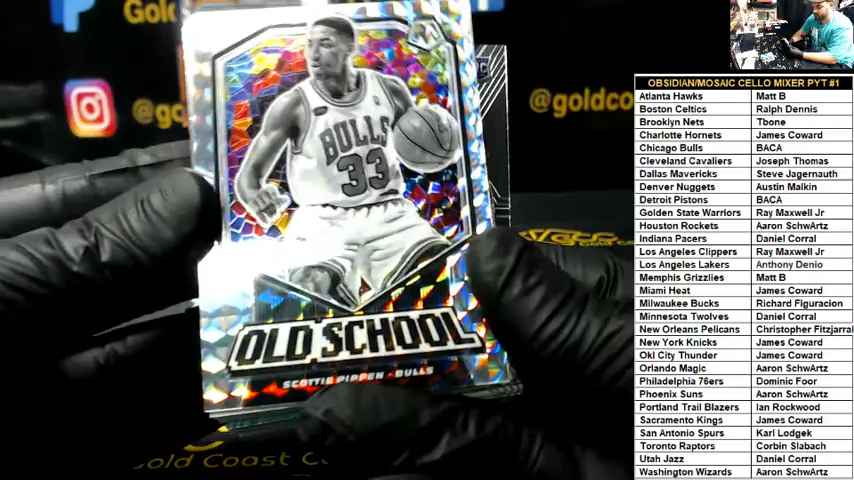 Gol
@goldco
BULLS
33
OLD SCHOOL
SCOTTIE PIPPEN · BULLS
old Coast C
OBSIDIAN/MOSAIC CELLO MIXER PYT #1
Atlanta Hawks Matt B
Boston Celtics Ralph Dennis
Brooklyn Nets Tbone
Charlotte Hornets James Coward
Chicago Bulls BACA
Cleveland Cavaliers Joseph Thomas
Dallas Mavericks Steve Jagernauth
Denver Nuggets Austin Malkin
Detroit Pistons BACA
Golden State Warriors Ray Maxwell Jr
Houston Rockets Aaron SchwArtz
Indiana Pacers Daniel Corral
Los Angeles Clippers Ray Maxwell Jr
Los Angeles Lakers Anthony Denio
Memphis Grizzlies Matt B
Miami Heat James Coward
Milwaukee Bucks Richard Figuracion
Minnesota Twolves Daniel Corral
New Orleans Pelicans Christopher Fitzjarral
New York Knicks James Coward
Okl City Thunder James Coward
Orlando Magic Aaron SchwArtz
Philadelphia 76ers Dominic Foor
Phoenix Suns Aaron SchwArtz
Portland Trail Blazers Ian Rockwood
Sacramento Kings James Coward
San Antonio Spurs Karl Lodgek
Toronto Raptors Corbin Slabach
Utah Jazz Daniel Corral
Washington Wizards Aaron SchwArtz